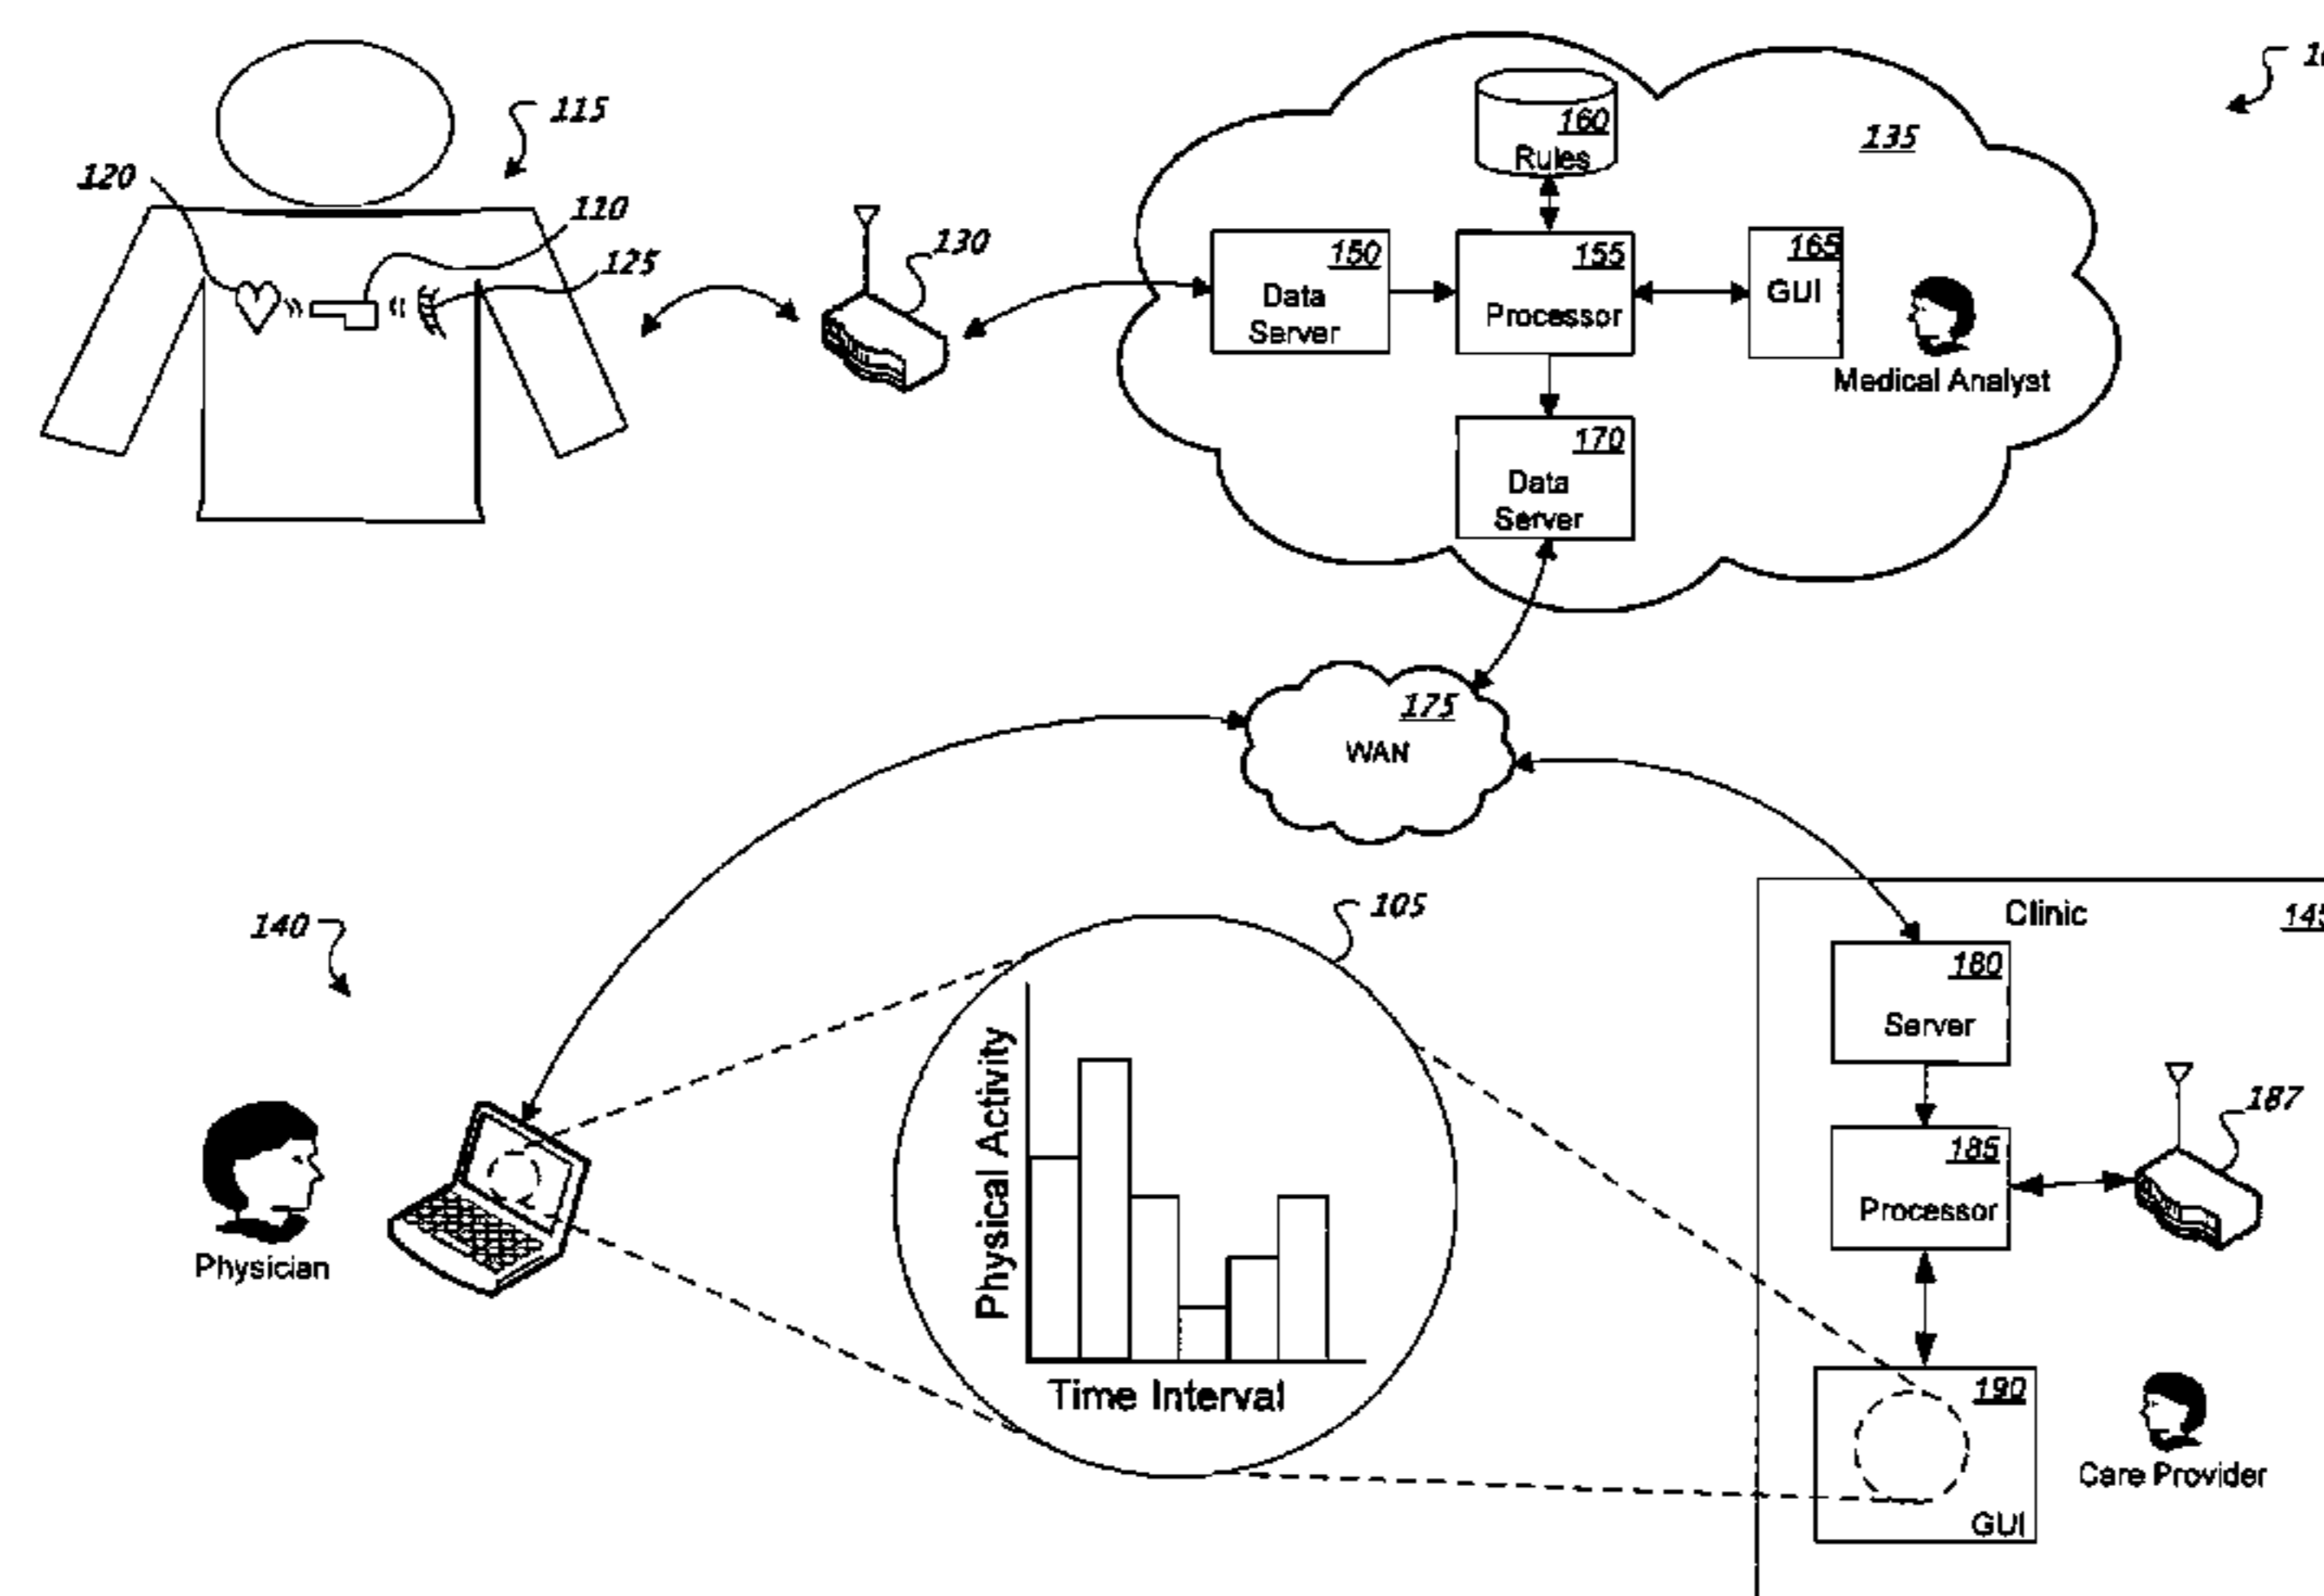 115
120
110
125
130
160
Rules
135
150
Data
Server
155
Processor
165
GUI
Medical Analyst
170
Data
Server
175
WAN
140
Physician
105
Physical Activity
Time Interval
Clinic
180
Server
185
Processor
187
190
GUI
Care Provider